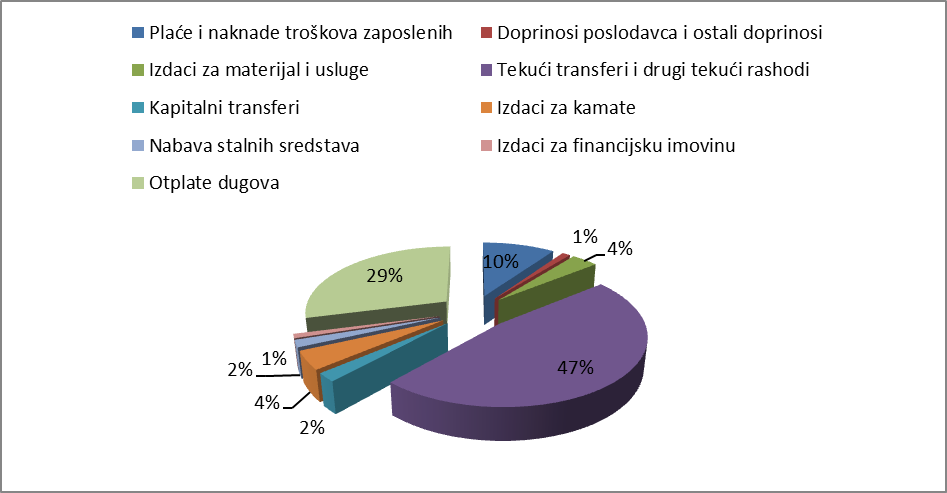 Plaće i naknade troškova zaposlenih
Doprinosi poslodavca i ostali doprinosi
Izdaci za materijal i usluge
Tekući transferi i drugi tekući rashodi
Kapitalni transferi
Izdaci za kamate
Nabava stalnih sredstava
Izdaci za financijsku imovinu
Otplate dugova
10%
1%
4%
47%
2%
4%
2%
1%
29%